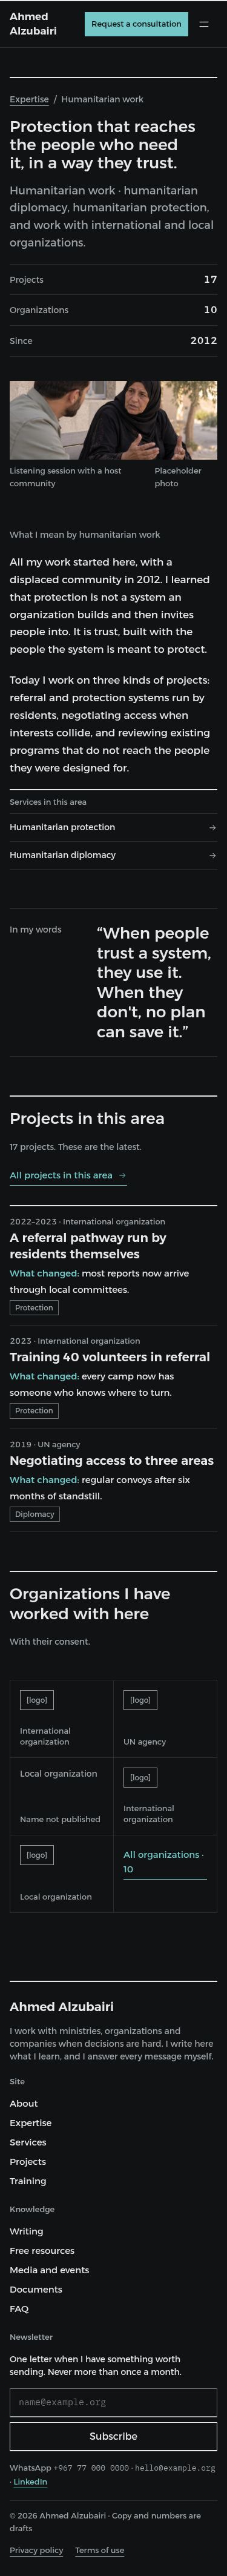 Ahmed
Alzubairi
Request a consultation
Expertise / Humanitarian work
Protection that reaches
the people who need
it, in a way they trust.
Humanitarian work · humanitarian
diplomacy, humanitarian protection,
and work with international and local
organizations.
Projects 17
Organizations 10
Since 2012
Listening session with a host
community
Placeholder
photo
What I mean by humanitarian work
All my work started here, with a
displaced community in 2012. I learned
that protection is not a system an
organization builds and then invites
people into. It is trust, built with the
people the system is meant to protect.
Today I work on three kinds of projects:
referral and protection systems run by
residents, negotiating access when
interests collide, and reviewing existing
programs that do not reach the people
they were designed for.
Services in this area
Humanitarian protection →
Humanitarian diplomacy →
In my words
“When people
trust a system,
they use it.
When they
don't, no plan
can save it.”
Projects in this area
17 projects. These are the latest.
All projects in this area →
2022–2023 · International organization
A referral pathway run by
residents themselves
What changed: most reports now arrive
through local committees.
Protection
2023 · International organization
Training 40 volunteers in referral
What changed: every camp now has
someone who knows where to turn.
Protection
2019 · UN agency
Negotiating access to three areas
What changed: regular convoys after six
months of standstill.
Diplomacy
Organizations I have
worked with here
With their consent.
[logo]
International
organization
[logo]
UN agency
Local organization
Name not published
[logo]
International
organization
[logo]
Local organization
All organizations ·
10
Ahmed Alzubairi
I work with ministries, organizations and
companies when decisions are hard. I write here
what I learn, and I answer every message myself.
Site
About
Expertise
Services
Projects
Training
Knowledge
Writing
Free resources
Media and events
Documents
FAQ
Newsletter
One letter when I have something worth
sending. Never more than once a month.
name@example.org
Subscribe
WhatsApp +967 77 000 0000 · hello@example.org
· LinkedIn
© 2026 Ahmed Alzubairi · Copy and numbers are
drafts
Privacy policy Terms of use